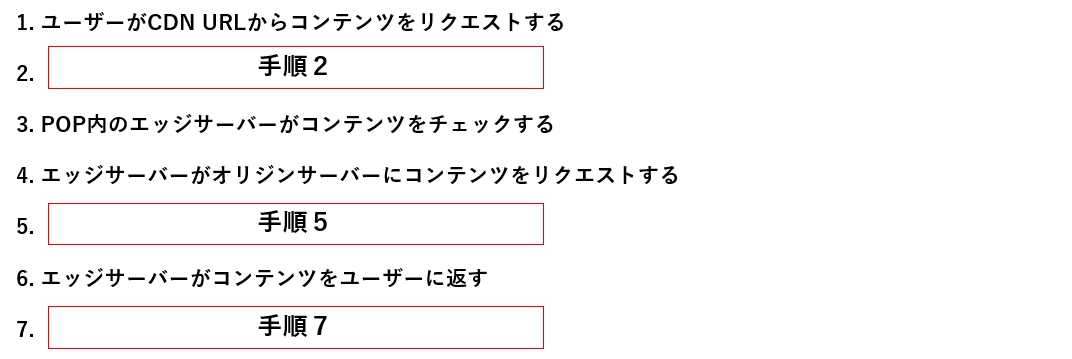 1. ユーザーがCDN URLからコンテンツをリクエストする
2. 手順２
3. POP内のエッジサーバーがコンテンツをチェックする
4. エッジサーバーがオリジンサーバーにコンテンツをリクエストする
5. 手順５
6. エッジサーバーがコンテンツをユーザーに返す
7. 手順７